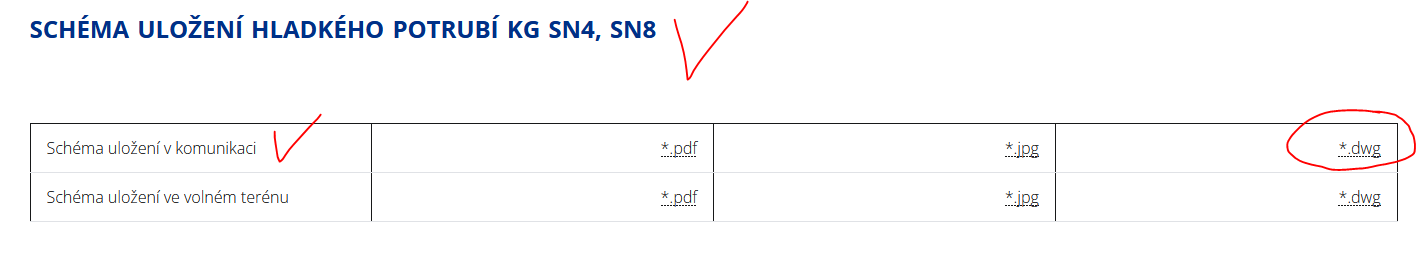 SCHÉMA ULOŽENÍ HLADKÉHO POTRUBÍ KG SN4, SN8
Schéma uložení v komunikaci *.pdf *.jpg *.dwg
Schéma uložení ve volném terénu *.pdf *.jpg *.dwg